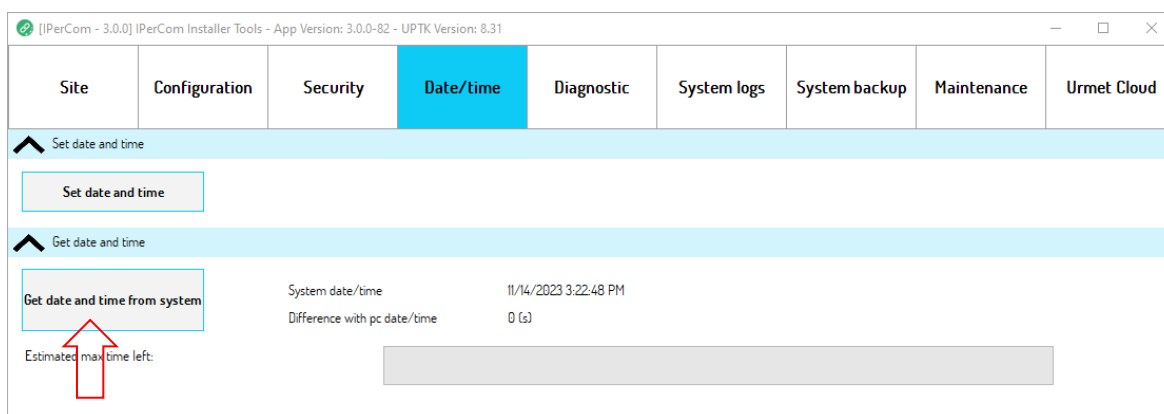 [IPerCom - 3.0.0] IPerCom Installer Tools - App Version: 3.0.0-82 - UPTK Version: 8.31
Site Configuration Security Date/time Diagnostic System logs System backup Maintenance Urmet Cloud
Set date and time
Set date and time
Get date and time
Get date and time from system
System date/time 11/14/2023 3:22:48 PM
Difference with pc date/time 0 (s)
Estimated max time left: